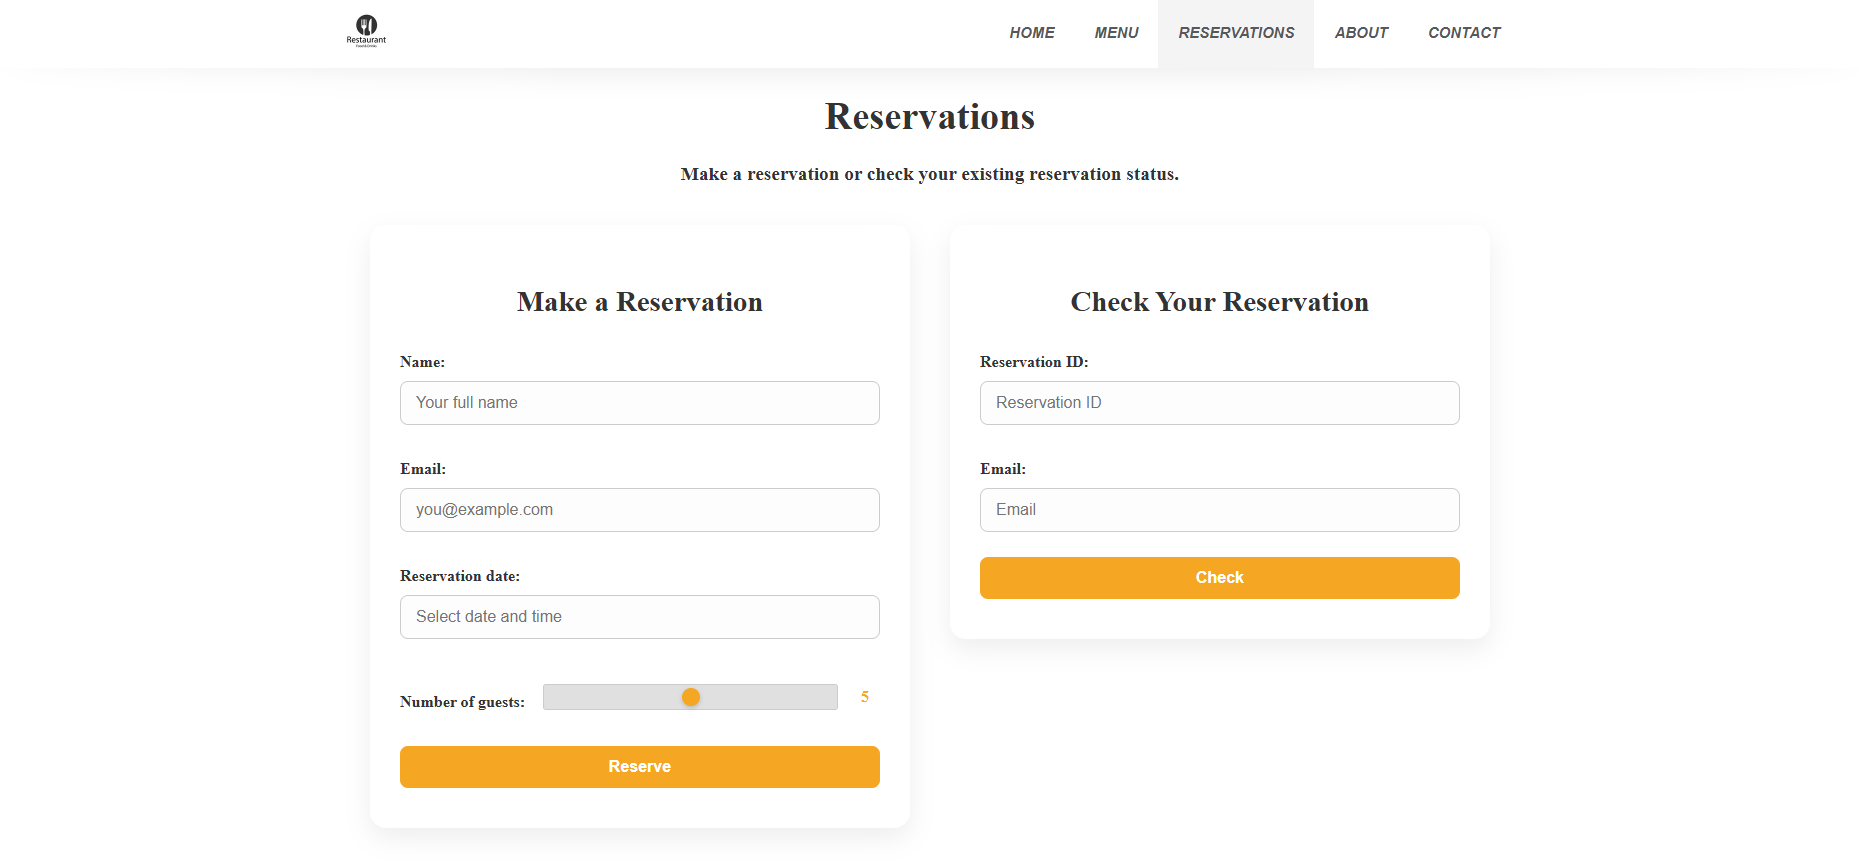 Restaurant
Food & Drinks
HOME MENU RESERVATIONS ABOUT CONTACT
Reservations
Make a reservation or check your existing reservation status.
Make a Reservation
Name:
Your full name
Email:
you@example.com
Reservation date:
Select date and time
Number of guests: 5
Reserve
Check Your Reservation
Reservation ID:
Reservation ID
Email:
Email
Check